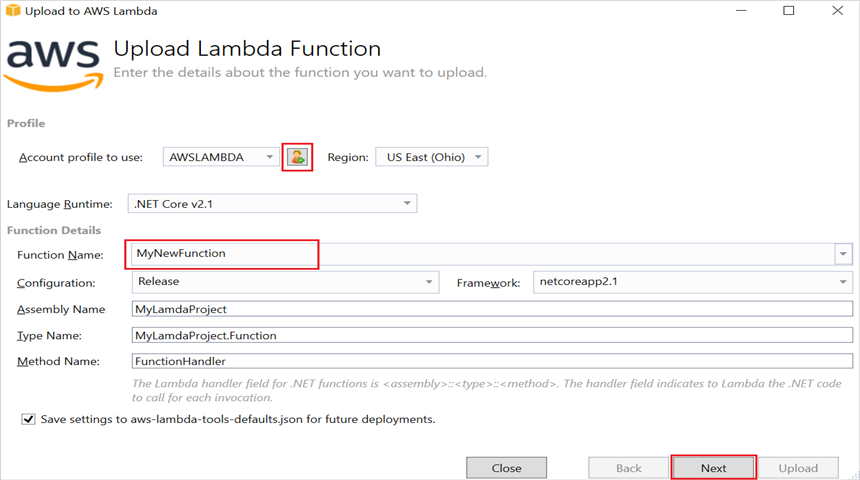 Upload to AWS Lambda
aws
Upload Lambda Function
Enter the details about the function you want to upload.
Profile
Account profile to use: AWSLAMBDA Region: US East (Ohio)
Language Runtime: .NET Core v2.1
Function Details
Function Name: MyNewFunction
Configuration: Release Framework: netcoreapp2.1
Assembly Name MyLamdaProject
Type Name: MyLamdaProject.Function
Method Name: FunctionHandler
The Lambda handler field for .NET functions is <assembly>::<type>::<method>. The handler field indicates to Lambda the .NET code
to call for each invocation.
Save settings to aws-lambda-tools-defaults.json for future deployments.
Close Back Next Upload